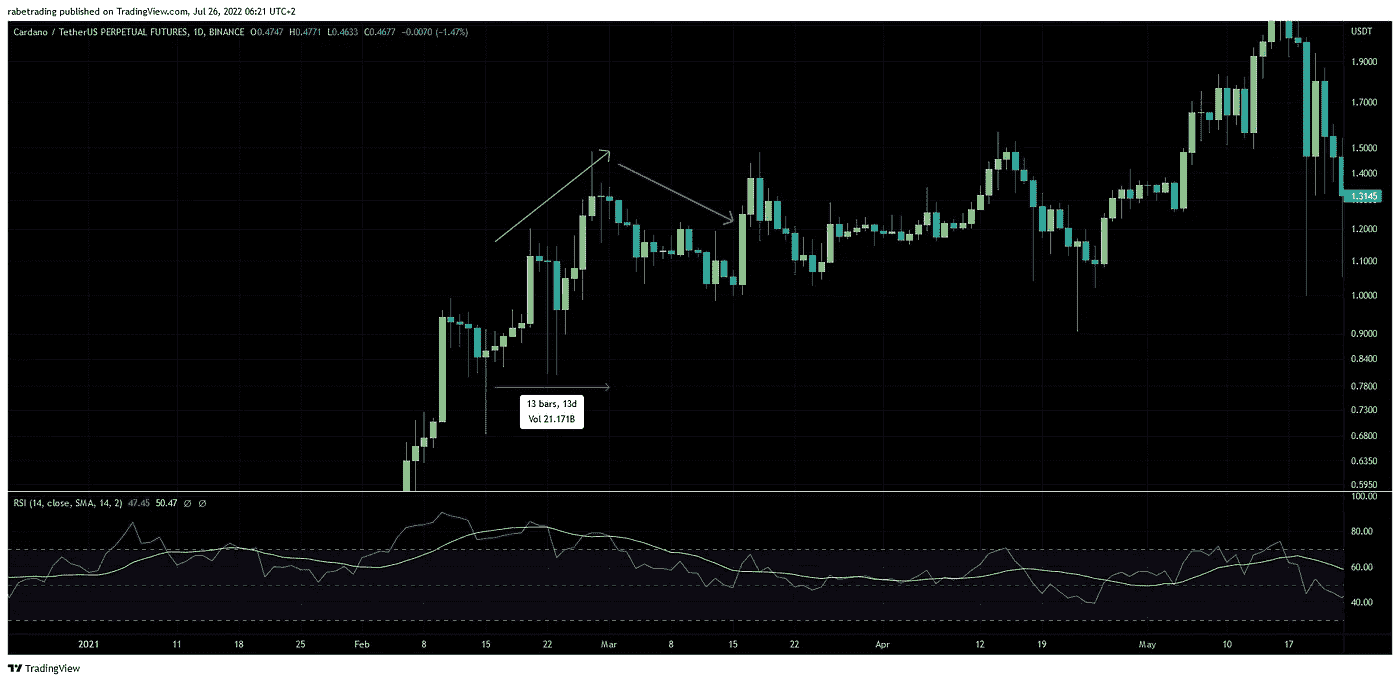 rabetrading published on TradingView.com, Jul 26, 2022 06:21 UTC+2
Cardano / TetherUS PERPETUAL FUTURES, 1D, BINANCE O0.4747 H0.4771 L0.4633 C0.4677 −0.0070 (−1.47%)
USDT
1.9000
1.7000
1.5000
1.4000
1.3145
1.2000
1.1000
1.0000
0.9000
0.8400
0.7800
13 bars, 13d
Vol 21.171B
0.7300
0.6800
0.6350
0.5950
RSI (14, close, SMA, 14, 2) 47.45 50.47 Ø Ø
100.00
80.00
60.00
40.00
2021 11 18 25 Feb 8 15 22 Mar 8 15 22 Apr 12 19 May 10 17
TradingView